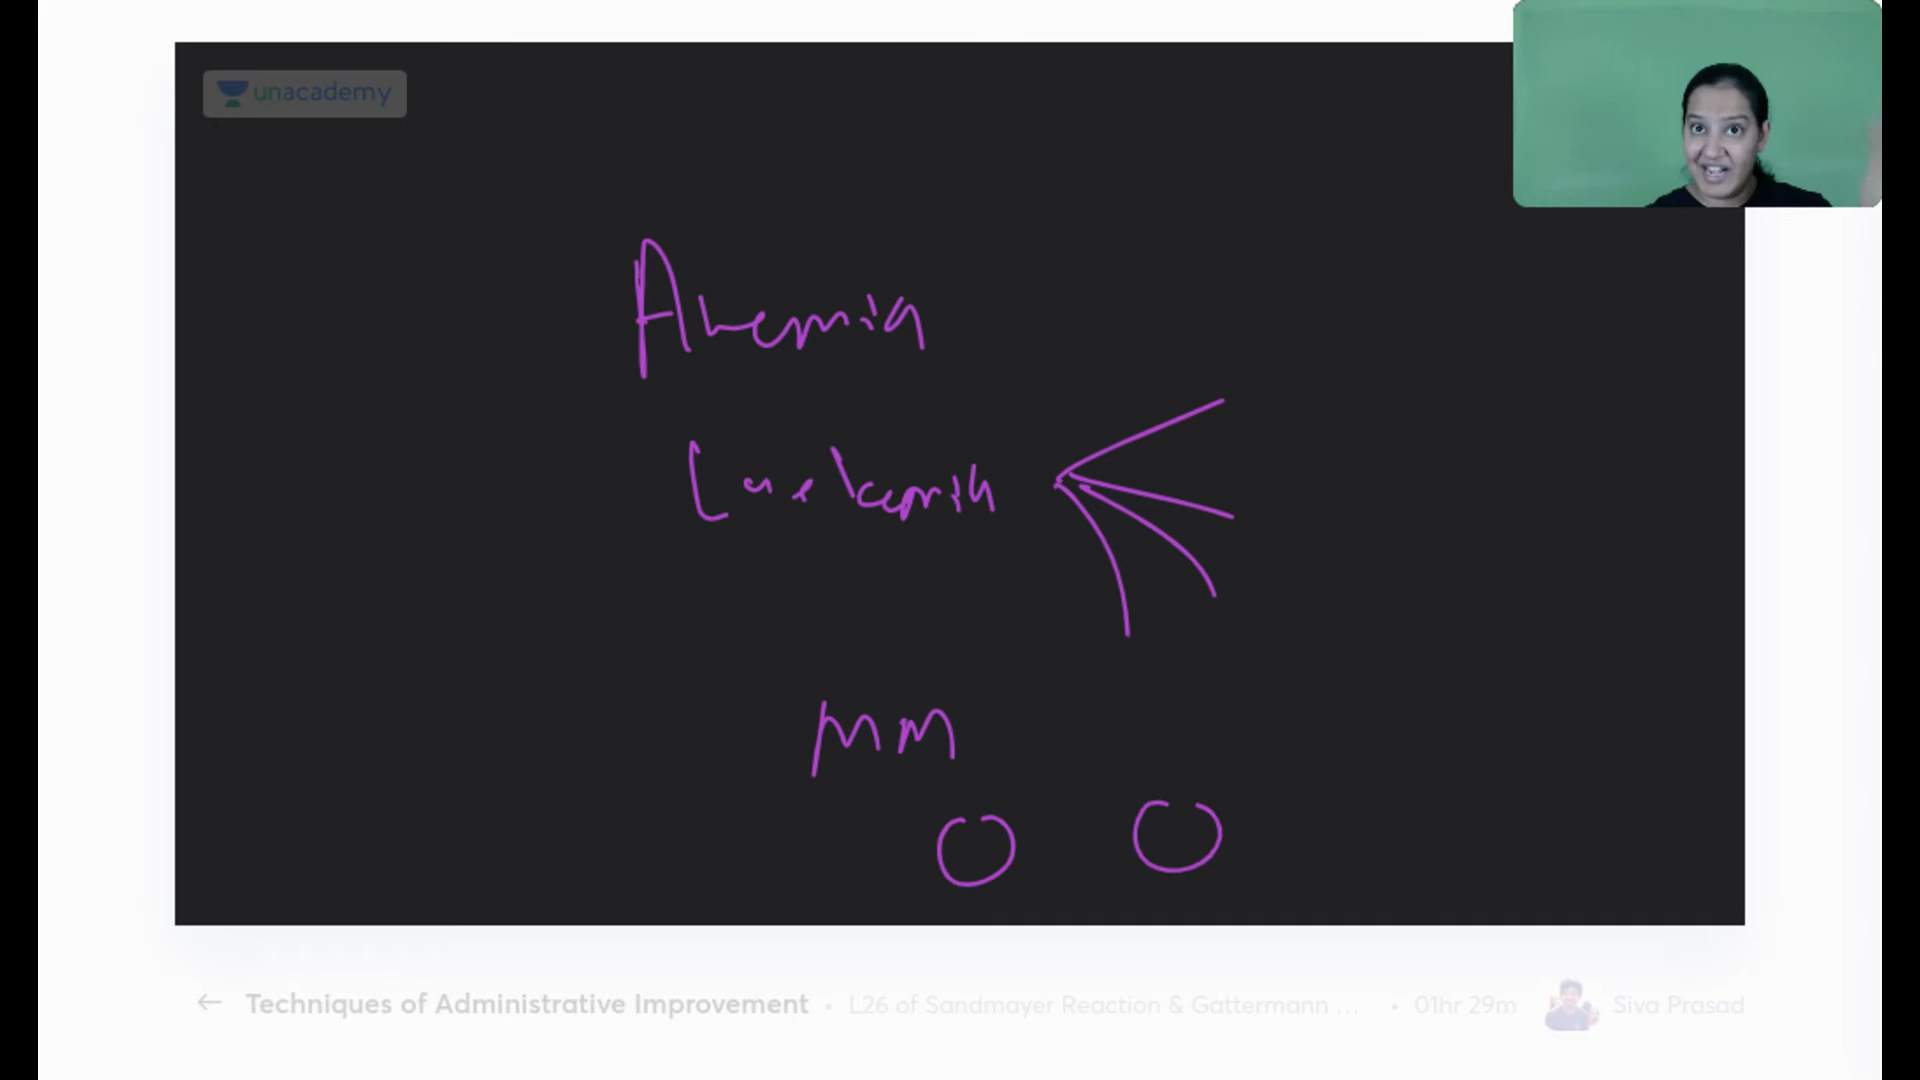 unacademy
Anemia
Leukemia
MM
Techniques of Administrative Improvement • L26 of Sandmayer Reaction & Gattermann ... • 01hr 29m Siva Prasad